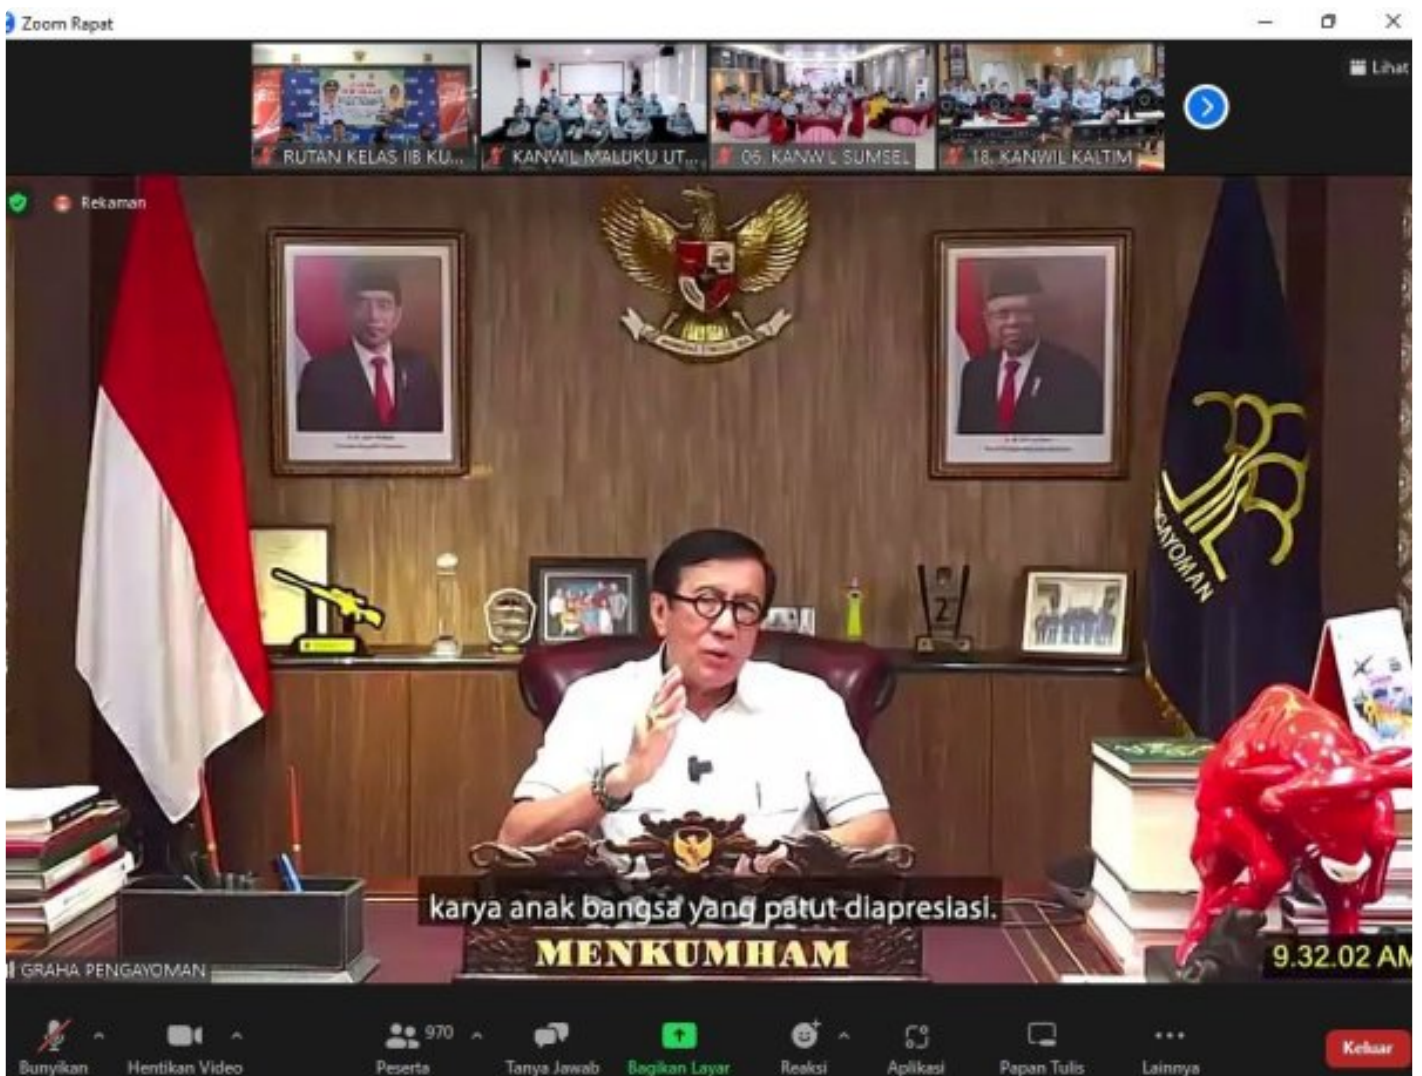 Zoom Rapat
Lihat
RUTAN KELAS IIB KU...
KANWIL MALUKU UT...
06. KANWIL SUMSEL
18. KANWIL KALTIM
Rekaman
GAYOMAN
karya anak bangsa yang patut diapresiasi.
MENKUMHAM
GRAHA PENGAYOMAN
9.32.02 AM
970
Bunyikan
Hentikan Video
Peserta
Tanya Jawab
Bagikan Layar
Reaksi
Aplikasi
Papan Tulis
Lainnya
Keluar